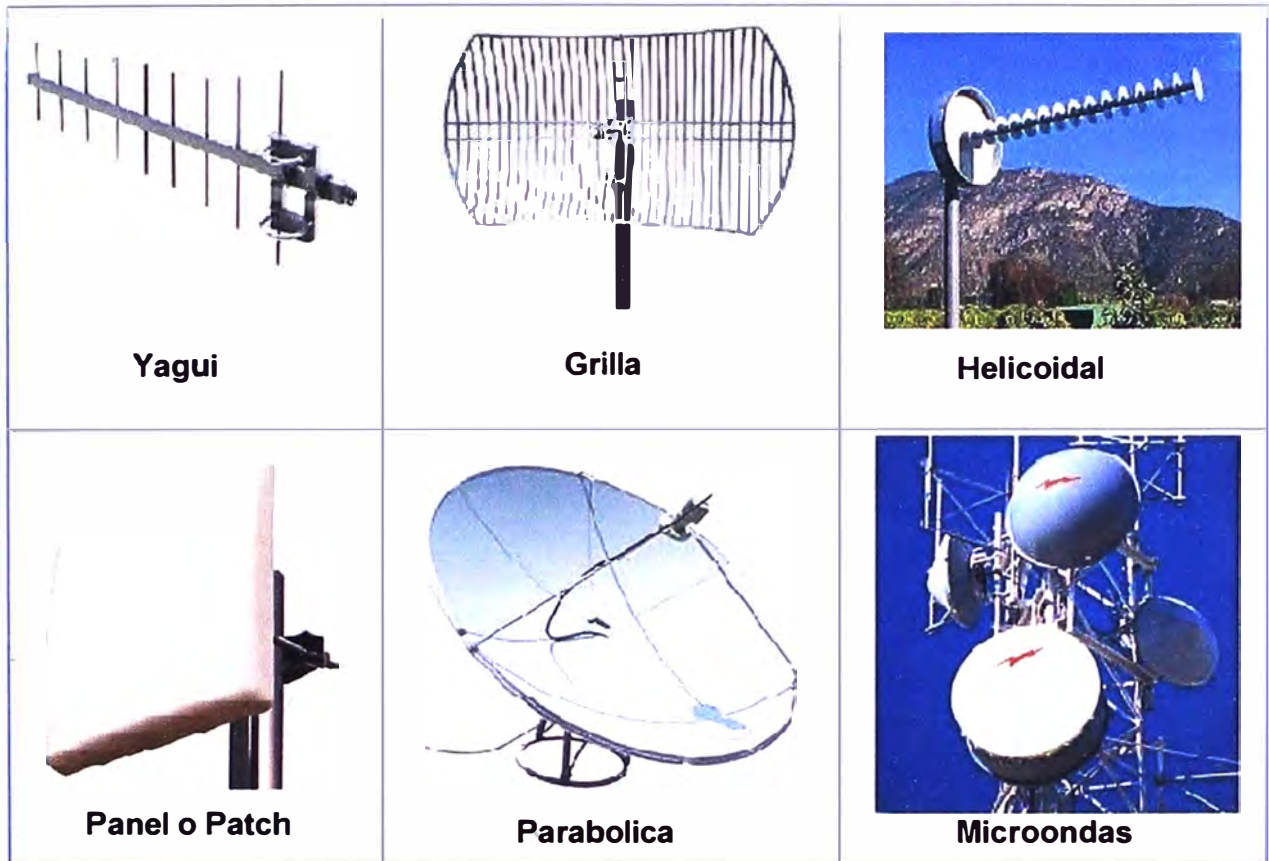 Yagui
Grilla
Helicoidal
Panel o Patch
Parabolica
Microondas